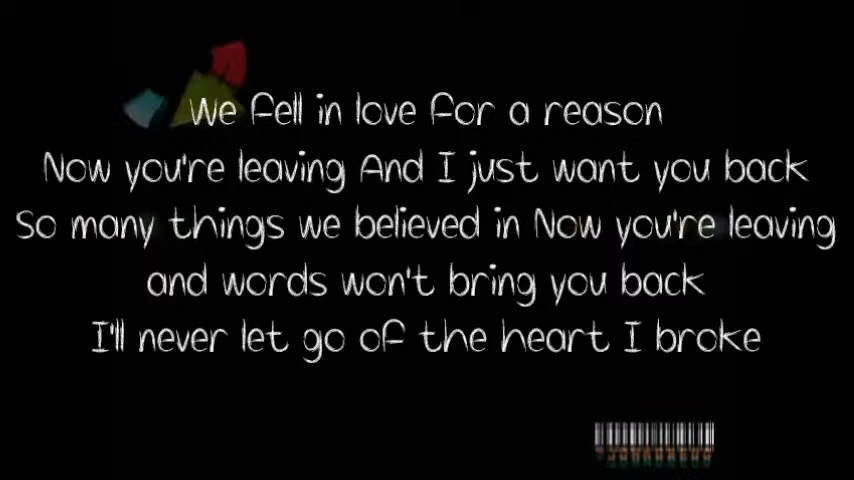 We fell in love for a reason
Now you're leaving And I just want you back
So many things we believed in Now you're leaving
and words won't bring you back
I'll never let go of the heart I broke